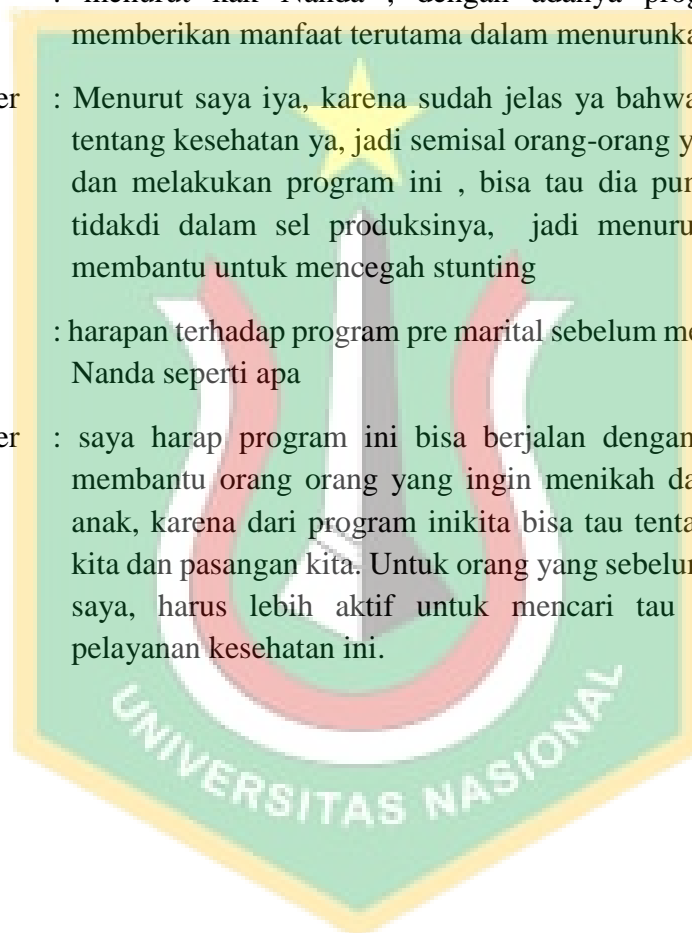 : menurut kak Nanda , dengan adanya prog
memberikan manfaat terutama dalam menurunka
er : Menurut saya iya, karena sudah jelas ya bahwa
tentang kesehatan ya, jadi semisal orang-orang y
dan melakukan program ini , bisa tau dia pun
tidakdi dalam sel produksinya, jadi menuru
membantu untuk mencegah stunting
: harapan terhadap program pre marital sebelum me
Nanda seperti apa
er : saya harap program ini bisa berjalan dengan
membantu orang orang yang ingin menikah da
anak, karena dari program inikita bisa tau tenta
kita dan pasangan kita. Untuk orang yang sebelur
saya, harus lebih aktif untuk mencari tau
pelayanan kesehatan ini.
UNIVERSITAS NASIONAL